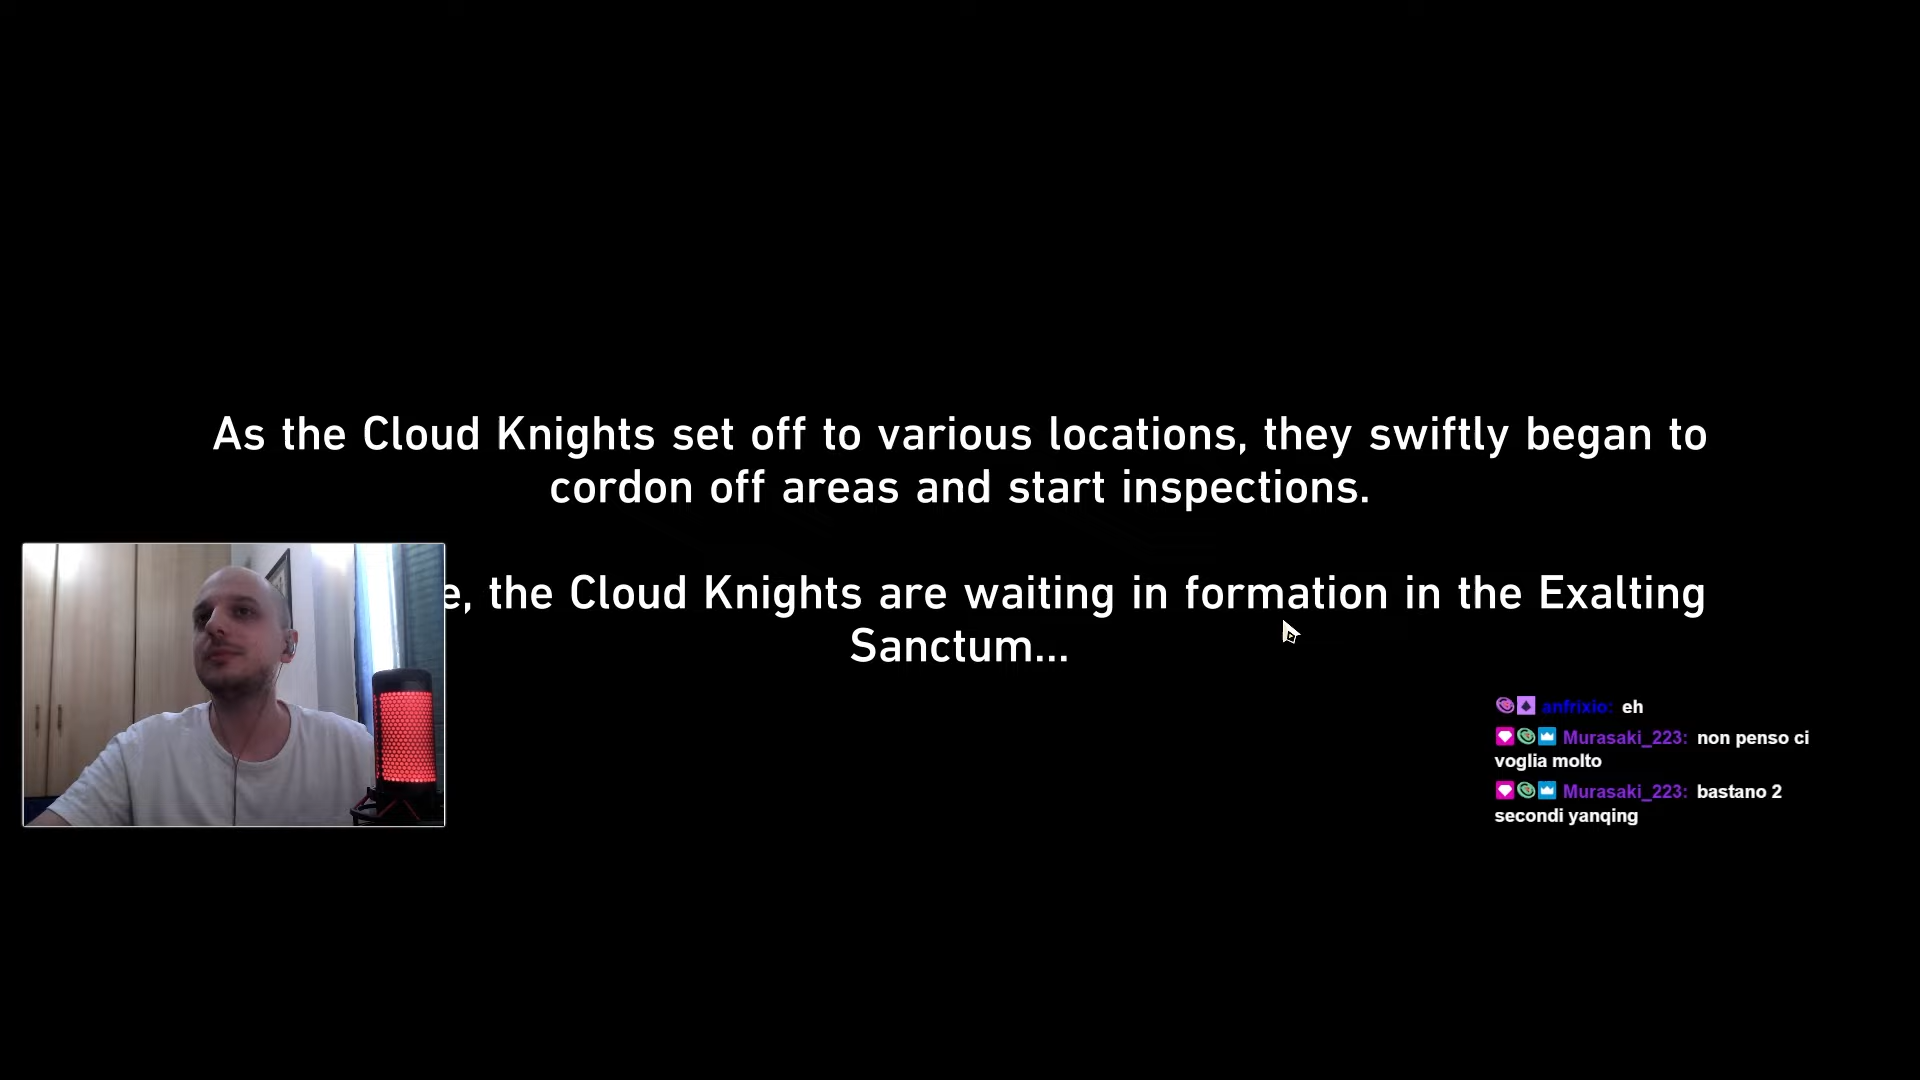 As the Cloud Knights set off to various locations, they swiftly began to
cordon off areas and start inspections.
e, the Cloud Knights are waiting in formation in the Exalting
Sanctum...
anfrixio: eh
Murasaki_223: non penso ci
voglia molto
Murasaki_223: bastano 2
secondi yanqing